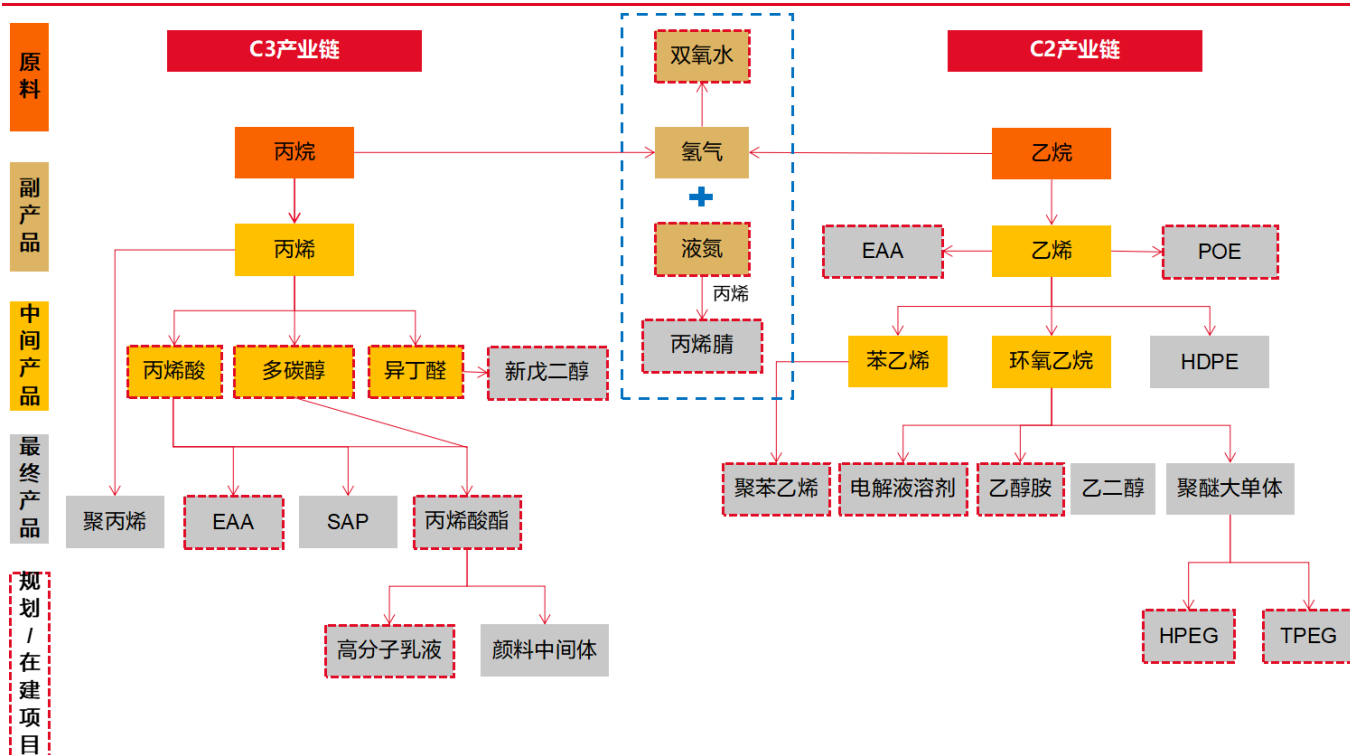 C3产业链
C2产业链
原料
双氧水
丙烷
氢气
乙烷
副产品
丙烯
液氮
EAA
乙烯
POE
丙烯
中间产品
丙烯酸
多碳醇
异丁醛
新戊二醇
丙烯腈
苯乙烯
环氧乙烷
HDPE
最终产品
聚丙烯
EAA
SAP
丙烯酸酯
聚苯乙烯
电解液溶剂
乙醇胺
乙二醇
聚醚大单体
规划/在建项目
高分子乳液
颜料中间体
HPEG
TPEG